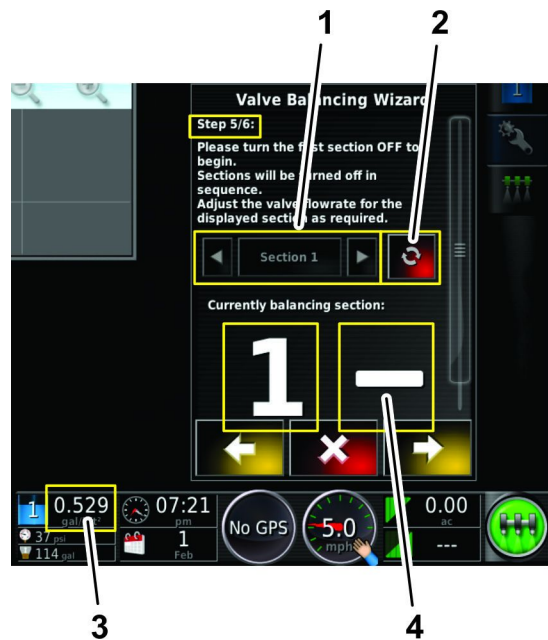 1
2
1
Valve Balancing Wizard
Step 5/6:
Please turn the first section OFF to
begin.
Sections will be turned off in
sequence.
Adjust the valve flowrate for the
displayed section as required.
Section 1
Currently balancing section:
1
1
0.529
07:21
pm
37 psi
114 gal
1
Feb
No GPS
5.0
mph
0.00
ac
---
3
4